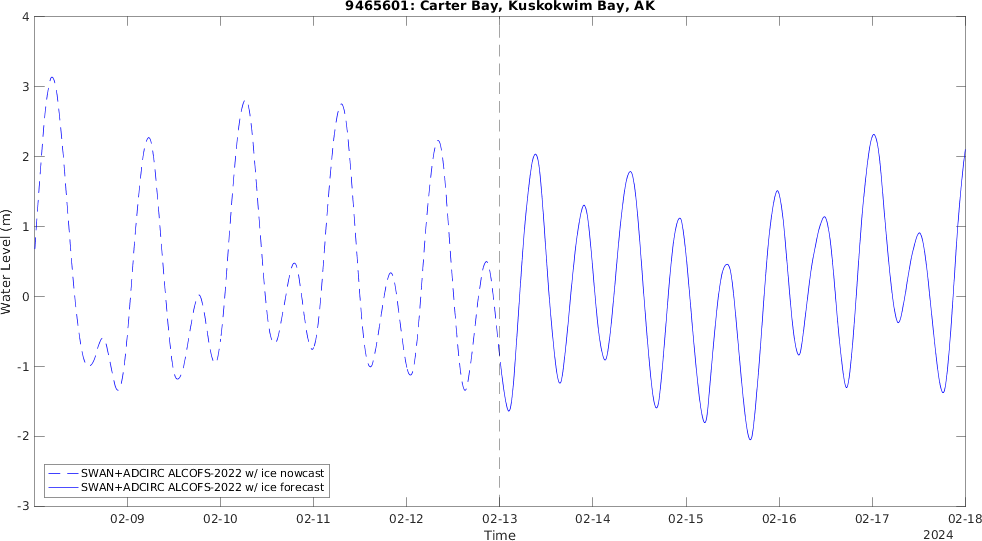 9465601: Carter Bay, Kuskokwim Bay, AK
Water Level (m)
4
3
2
1
0
-1
-2
-3
SWAN+ADCIRC ALCOFS-2022 w/ ice nowcast
SWAN+ADCIRC ALCOFS-2022 w/ ice forecast
02-09 02-10 02-11 02-12 02-13 02-14 02-15 02-16 02-17 02-18
Time
2024